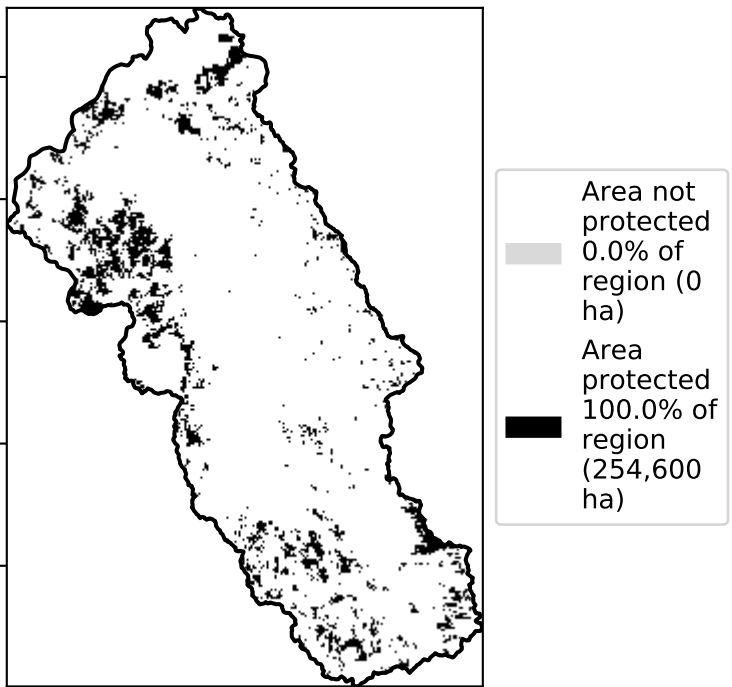 Area not
protected
0.0% of
region (0
ha)
Area
protected
100.0% of
region
(254,600
ha)